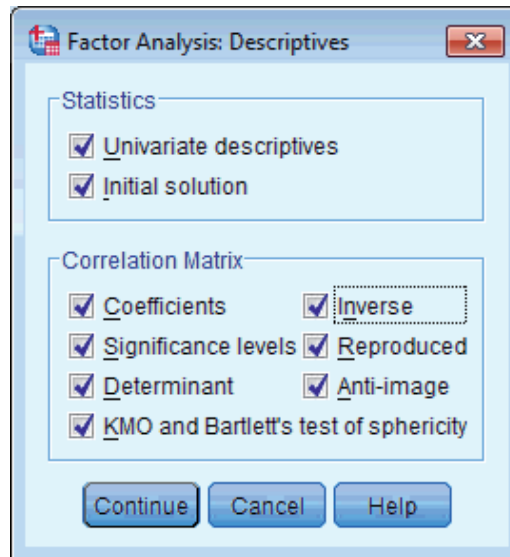 Factor Analysis: Descriptives
Statistics
Univariate descriptives
Initial solution
Correlation Matrix
Coefficients Inverse
Significance levels Reproduced
Determinant Anti-image
KMO and Bartlett's test of sphericity
Continue Cancel Help